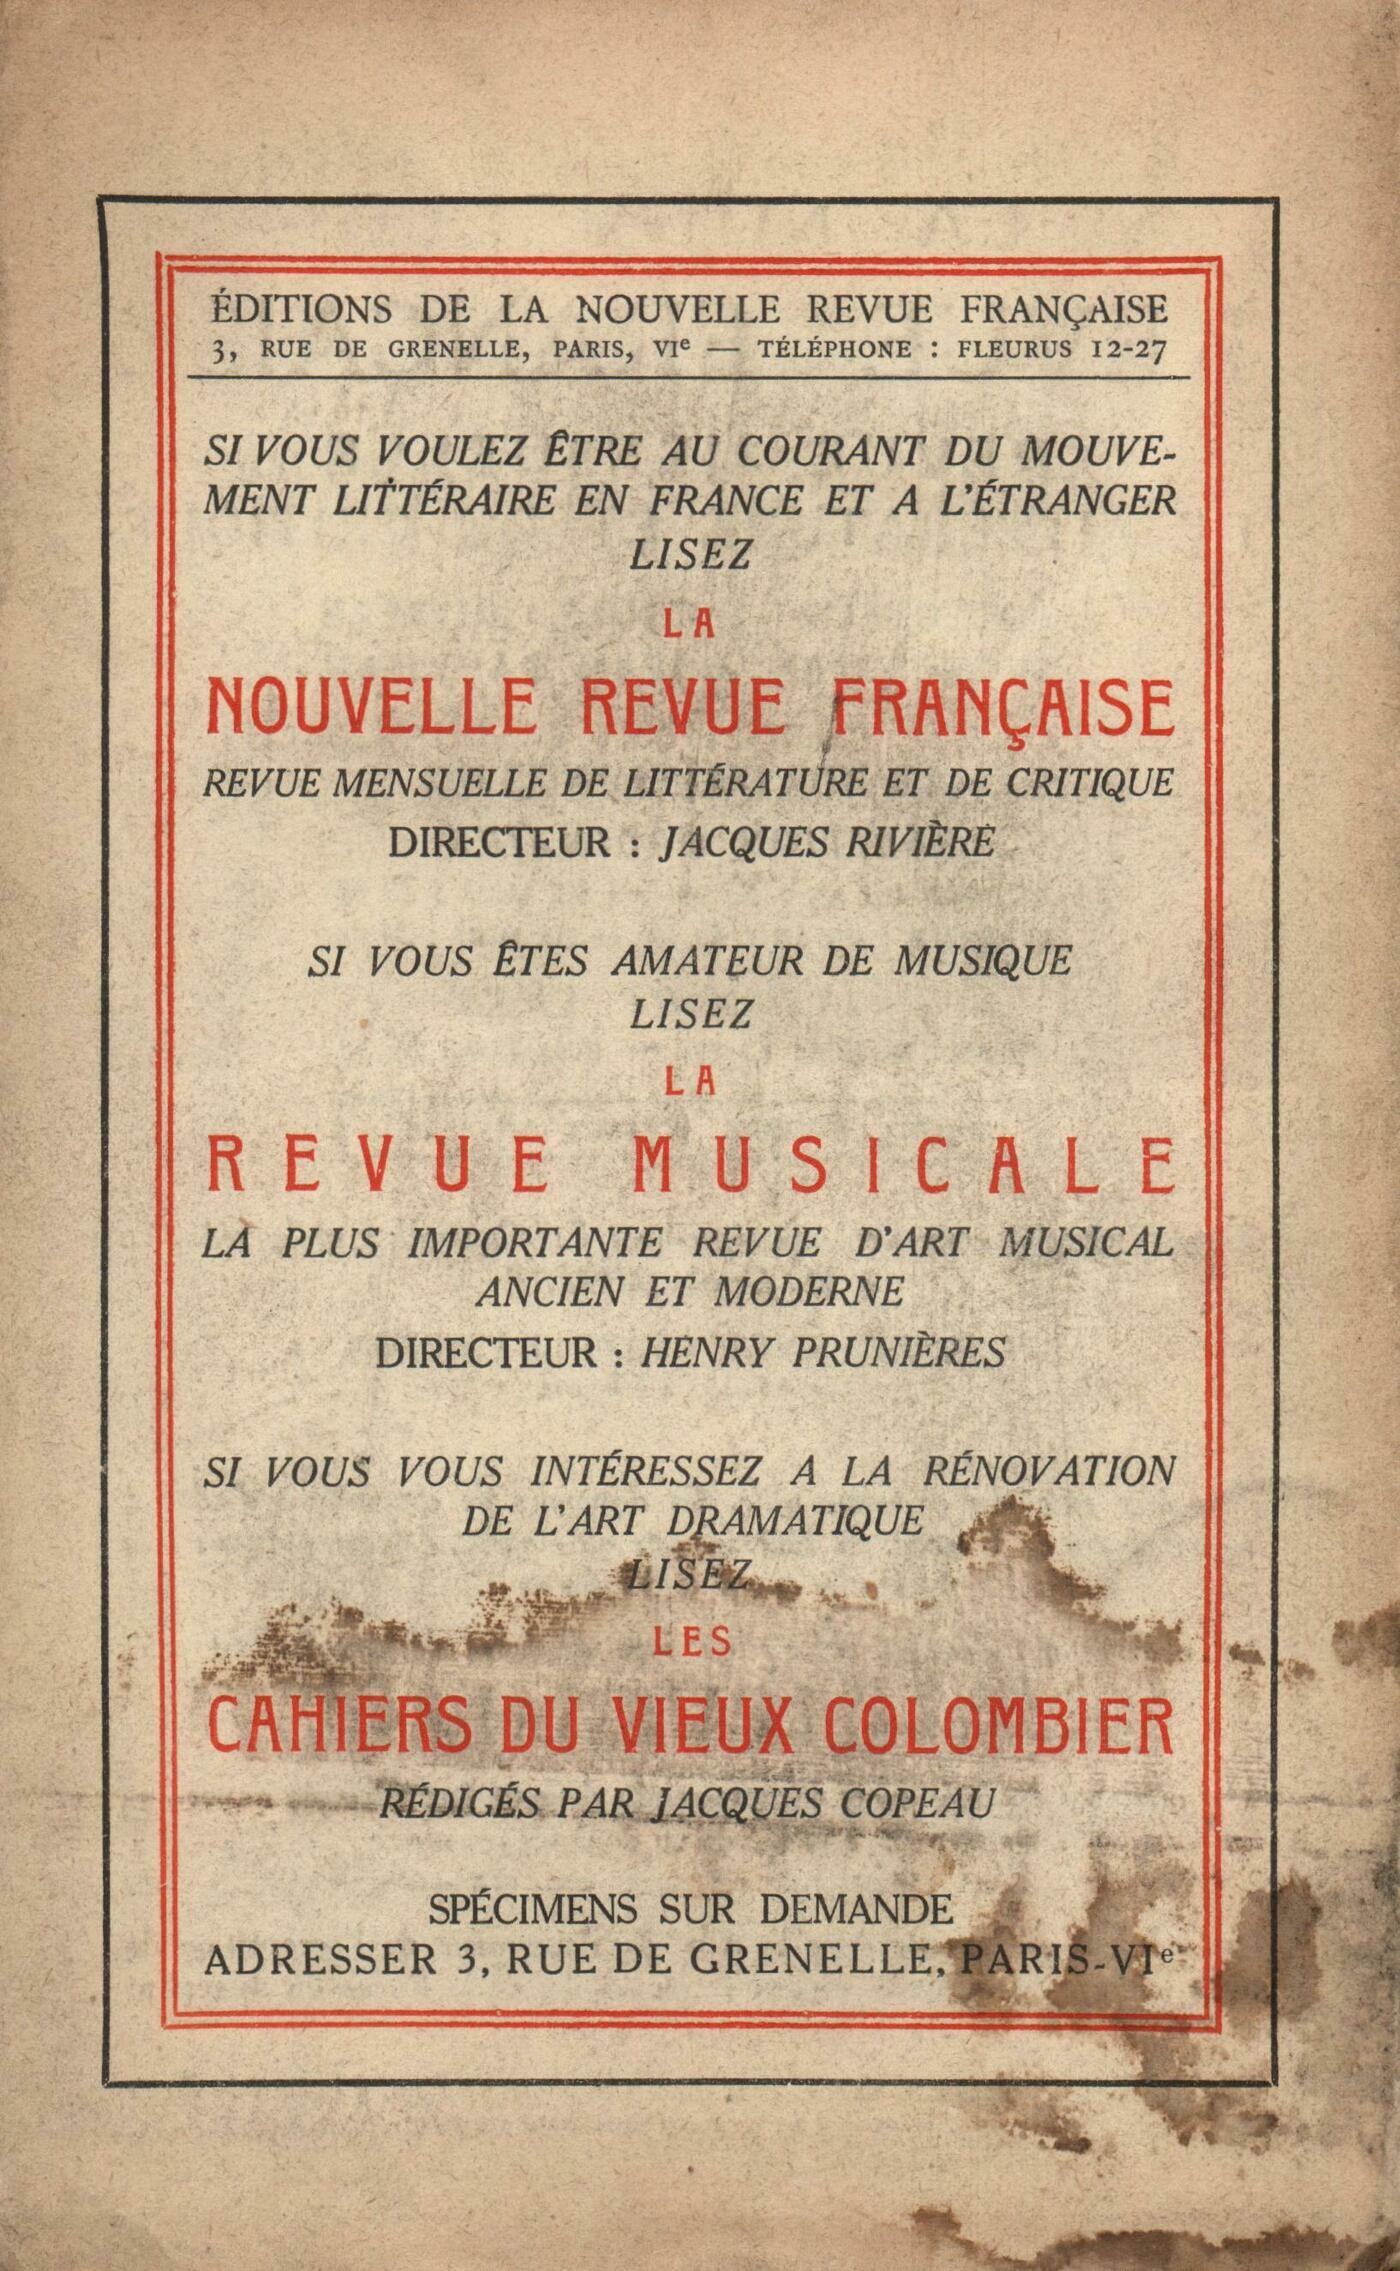 ÉDITIONS DE LA NOUVELLE REVUE FRANÇAISE
3, RUE DE GRENELLE, PARIS, VIe — TÉLÉPHONE : FLEURUS 12-27
SI VOUS VOULEZ ÊTRE AU COURANT DU MOUVE-
MENT LITTÉRAIRE EN FRANCE ET A L'ÉTRANGER
LISEZ
LA
NOUVELLE REVUE FRANÇAISE
REVUE MENSUELLE DE LITTÉRATURE ET DE CRITIQUE
DIRECTEUR : JACQUES RIVIÈRE
SI VOUS ÊTES AMATEUR DE MUSIQUE
LISEZ
LA
REVUE MUSICALE
LA PLUS IMPORTANTE REVUE D'ART MUSICAL
ANCIEN ET MODERNE
DIRECTEUR : HENRY PRUNIÈRES
SI VOUS VOUS INTÉRESSEZ A LA RÉNOVATION
DE L'ART DRAMATIQUE
LISEZ
LES
CAHIERS DU VIEUX COLOMBIER
RÉDIGÉS PAR JACQUES COPEAU
SPÉCIMENS SUR DEMANDE
ADRESSER 3, RUE DE GRENELLE, PARIS-VIe